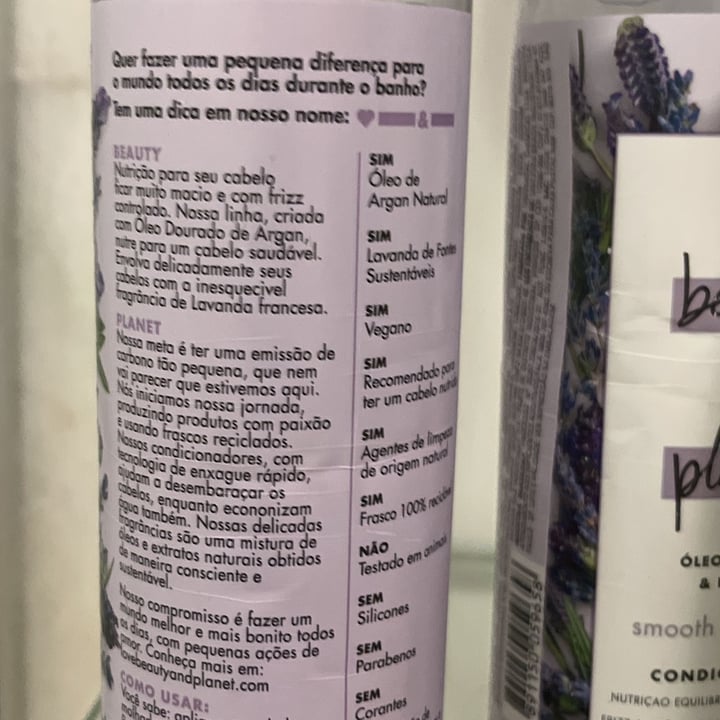 Quer fazer uma pequena diferença para
o mundo todos os dias durante o banho?
Tem uma dica em nosso nome:
&
BEAUTY
Nutrição para seu cabelo
ficar muito macio e com frizz
controlado. Nossa linha, criada
com Óleo Dourado de Argan,
nutre para um cabelo saudável.
Envolva delicadamente seus
cabelos com a inesquecivel
fragrância de Lavanda francesa.
PLANET
Nossa meta é ter uma emissão de
carbono tão pequena, que nem
vai parecer que estivemos aqui.
Nós iniciamos nossa jornada,
produzindo produtos com paixão
e usando frascos reciclados.
Nossos condicionadores, com
tecnologia de enxague rápido,
ajudam a desembaraçar os
cabelos, enquanto economizam
água também. Nossas delicadas
fragrâncias são uma mistura de
óleos e extratos naturais obtidos
de maneira consciente e
sustentável.
Nosso compromisso é fazer um
mundo melhor e mais bonito todos
os dias, com pequenas ações de
amor. Conheça mais em:
lovebeautyandplanet.com
COMO USAR:
Você sabe:
SIM
Óleo de
Argan Natural
SIM
Lavanda de Fontes
Sustentáveis
SIM
Vegano
SIM
Recomendado para
ter um cabelo
SIM
Agentes de limpeza
de origem natural
SIM
Frasco 100%
NÃO
Testado em animais
SEM
Silicones
SEM
Parabenos
SEM
Corantes
ÓLEO
&
smooth
CONDIC
NUTRIÇÃO